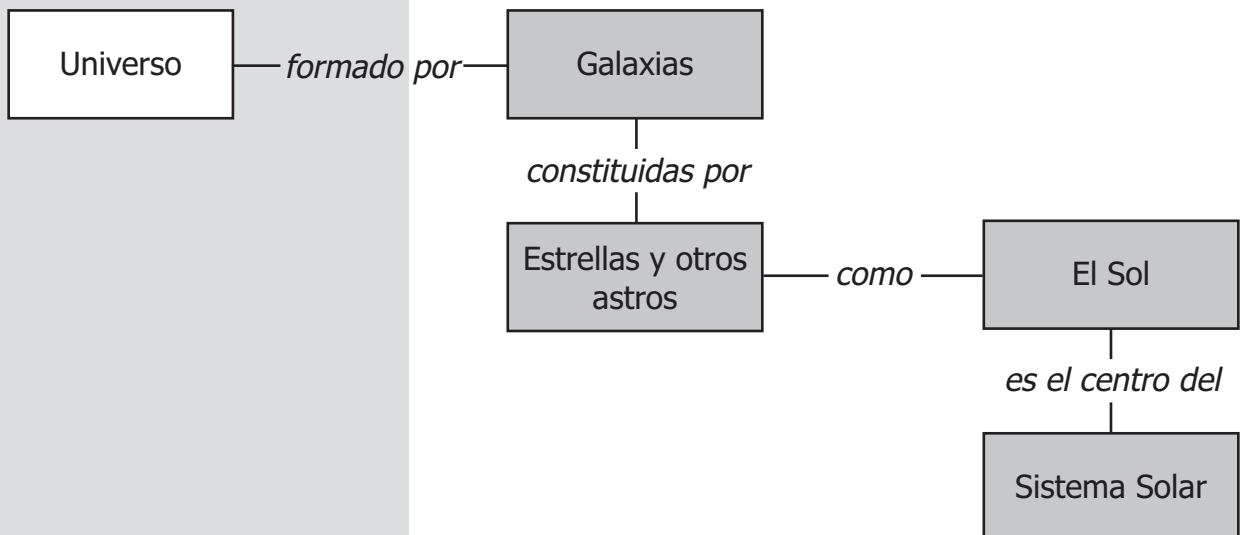 Universo
formado por
Galaxias
constituidas por
Estrellas y otros
astros
como
El Sol
es el centro del
Sistema Solar